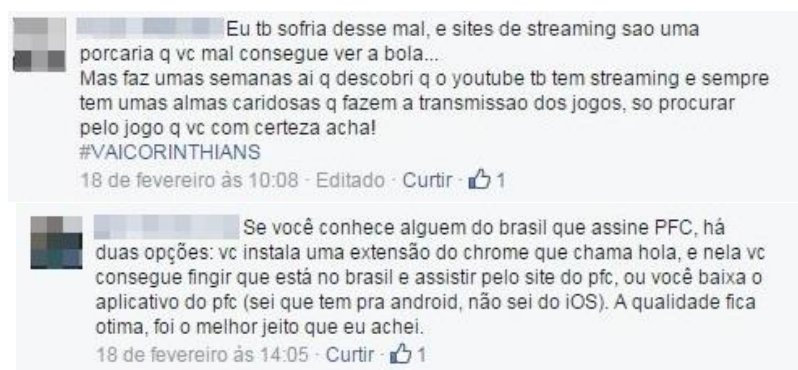 Eu tb sofria desse mal, e sites de streaming sao uma
porcaria q vc mal consegue ver a bola...
Mas faz umas semanas ai q descobri q o youtube tb tem streaming e sempre
tem umas almas caridosas q fazem a transmissao dos jogos, so procurar
pelo jogo q vc com certeza acha!
#VAICORINTHIANS
18 de fevereiro às 10:08 · Editado · Curtir · 1
Se você conhece alguem do brasil que assine PFC, há
duas opções: vc instala uma extensão do chrome que chama hola, e nela vc
consegue fingir que está no brasil e assistir pelo site do pfc, ou você baixa o
aplicativo do pfc (sei que tem pra android, não sei do iOS). A qualidade fica
otima, foi o melhor jeito que eu achei.
18 de fevereiro às 14:05 · Curtir · 1